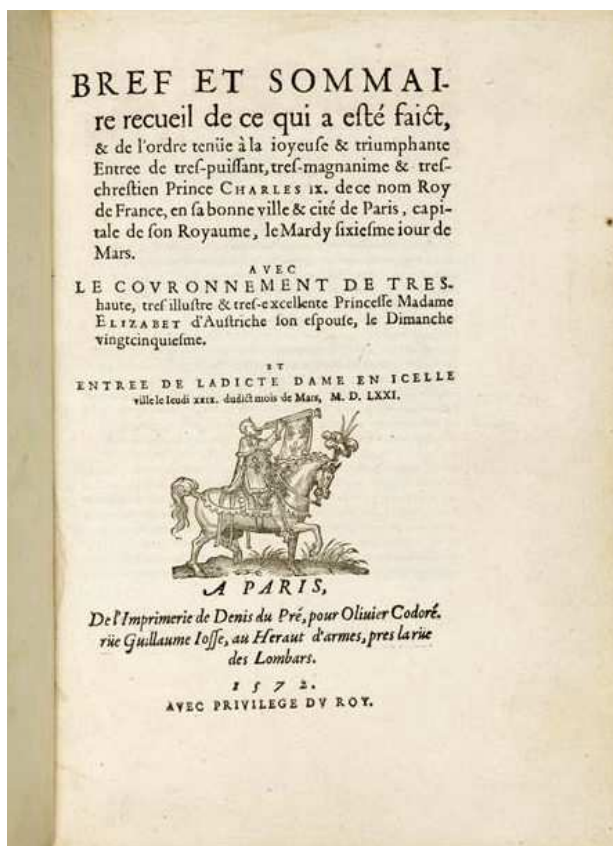 BREF ET SOMMAI-
re recueil de ce qui a eſté faict,
& de l'ordre tenüe à la ioyeuſe & triumphante
Entree de treſ-puiſſant, treſ-magnanime & treſ-
chreſtien Prince CHARLES IX. de ce nom Roy
de France, en ſa bonne ville & cité de Paris, capi-
tale de ſon Royaume, le Mardy ſixieſme iour de
Mars.
AVEC
LE COVRONNEMENT DE TRES-
haute, treſ illuſtre & treſ-excellente Princeſſe Madame
ELIZABET d'Auſtriche ſon eſpouſe, le Dimanche
vingtcinquieſme.
ET
ENTREE DE LADICTE DAME EN ICELLE
ville le Ieudi XXIX. dudict mois de Mars, M. D. LXXI.
A PARIS,
De l'Imprimerie de Denis du Pré, pour Oliuier Codoré,
rüe Guillaume Ioſſe, au Heraut d'armes, pres la rüe
des Lombars.
1572.
AVEC PRIVILEGE DV ROY.